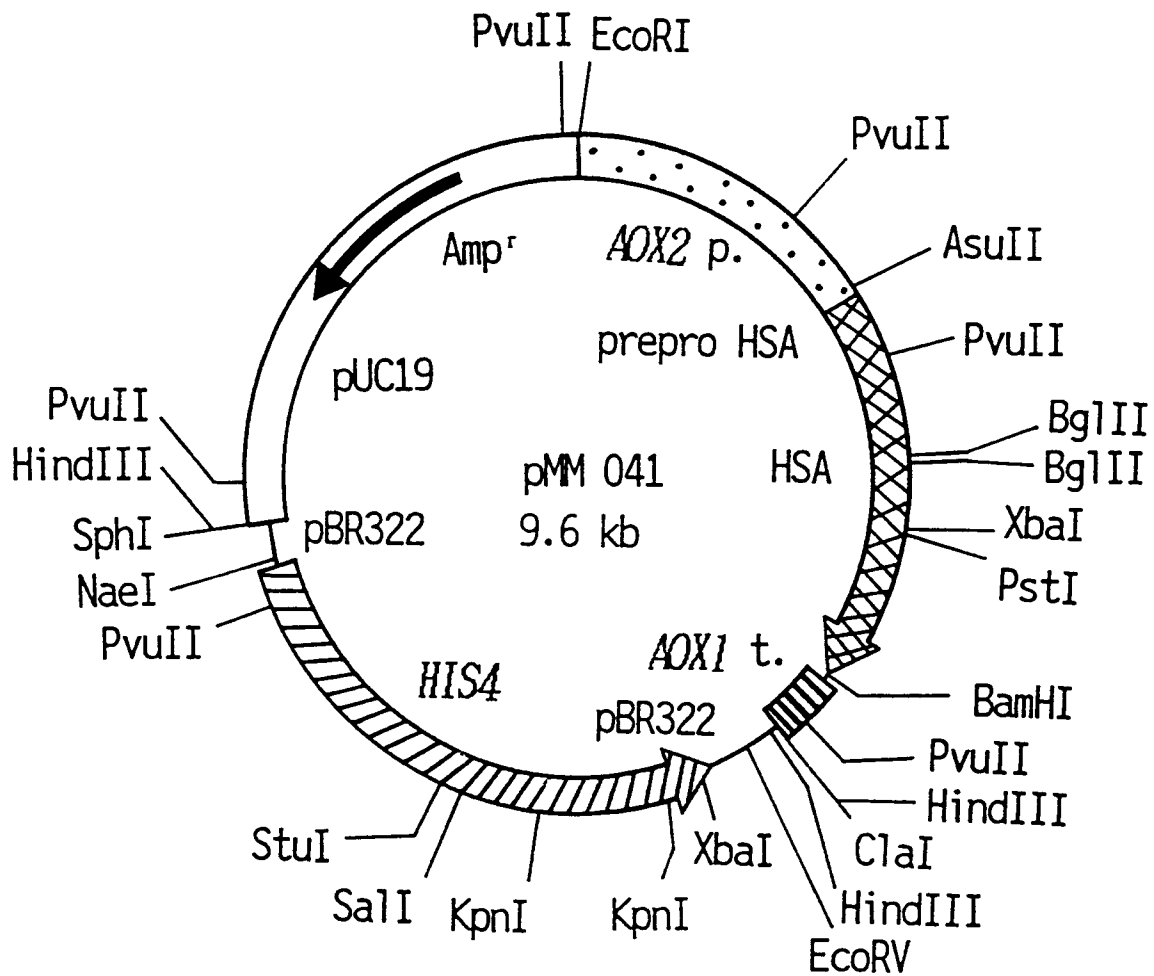 PvuII EcoRI
PvuII
AsuII
Ampʳ
AOX2 p.
prepro HSA
PvuII
pUC19
PvuII
BglII
HindIII
pMM 041
HSA
BglII
SphI
pBR322
9.6 kb
XbaI
NaeI
PstI
PvuII
HIS4
AOX1 t.
BamHI
pBR322
PvuII
HindIII
StuI
XbaI
ClaI
SalI
KpnI
KpnI
HindIII
EcoRV